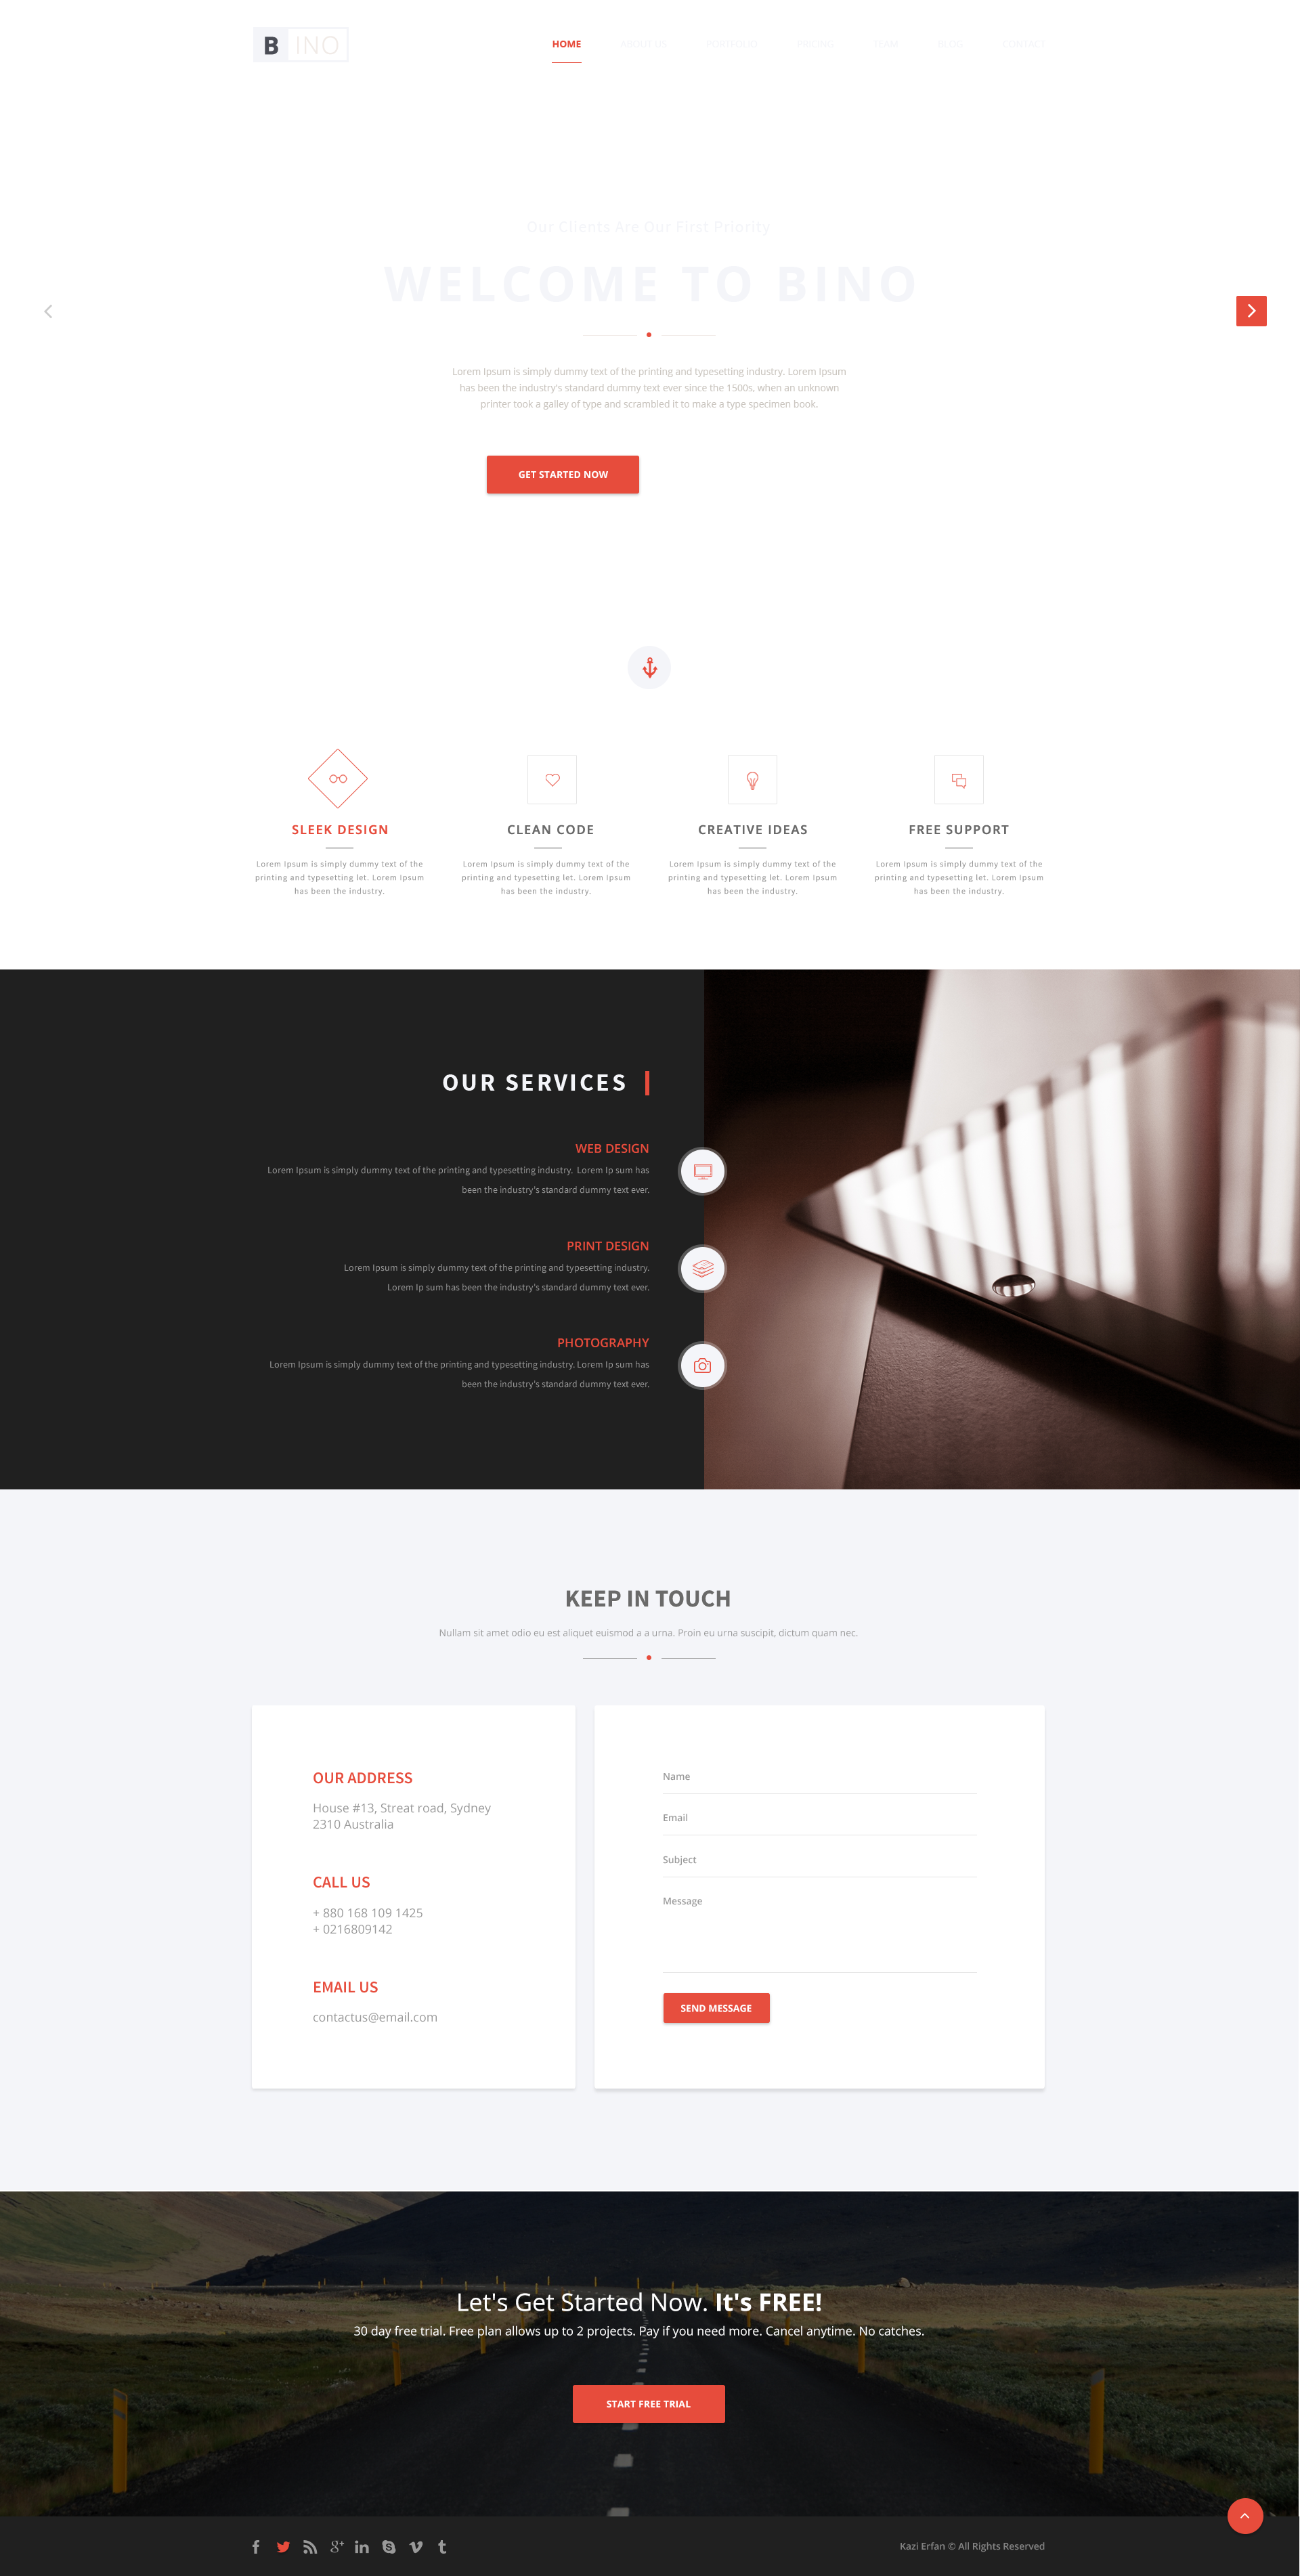 B INO
HOME ABOUT US PORTFOLIO PRICING TEAM BLOG CONTACT
Our Clients Are Our First Priority
WELCOME TO BINO
Lorem Ipsum is simply dummy text of the printing and typesetting industry. Lorem Ipsum
has been the industry's standard dummy text ever since the 1500s, when an unknown
printer took a galley of type and scrambled it to make a type specimen book.
GET STARTED NOW
SLEEK DESIGN
Lorem Ipsum is simply dummy text of the
printing and typesetting let. Lorem Ipsum
has been the industry.
CLEAN CODE
Lorem Ipsum is simply dummy text of the
printing and typesetting let. Lorem Ipsum
has been the industry.
CREATIVE IDEAS
Lorem Ipsum is simply dummy text of the
printing and typesetting let. Lorem Ipsum
has been the industry.
FREE SUPPORT
Lorem Ipsum is simply dummy text of the
printing and typesetting let. Lorem Ipsum
has been the industry.
OUR SERVICES
WEB DESIGN
Lorem Ipsum is simply dummy text of the printing and typesetting industry. Lorem Ip sum has
been the industry's standard dummy text ever.
PRINT DESIGN
Lorem Ipsum is simply dummy text of the printing and typesetting industry.
Lorem Ip sum has been the industry's standard dummy text ever.
PHOTOGRAPHY
Lorem Ipsum is simply dummy text of the printing and typesetting industry. Lorem Ip sum has
been the industry's standard dummy text ever.
KEEP IN TOUCH
Nullam sit amet odio eu est aliquet euismod a a urna. Proin eu urna suscipit, dictum quam nec.
OUR ADDRESS
House #13, Streat road, Sydney
2310 Australia
CALL US
+ 880 168 109 1425
+ 0216809142
EMAIL US
contactus@email.com
Name
Email
Subject
Message
SEND MESSAGE
Let's Get Started Now. It's FREE!
30 day free trial. Free plan allows up to 2 projects. Pay if you need more. Cancel anytime. No catches.
START FREE TRIAL
Kazi Erfan © All Rights Reserved